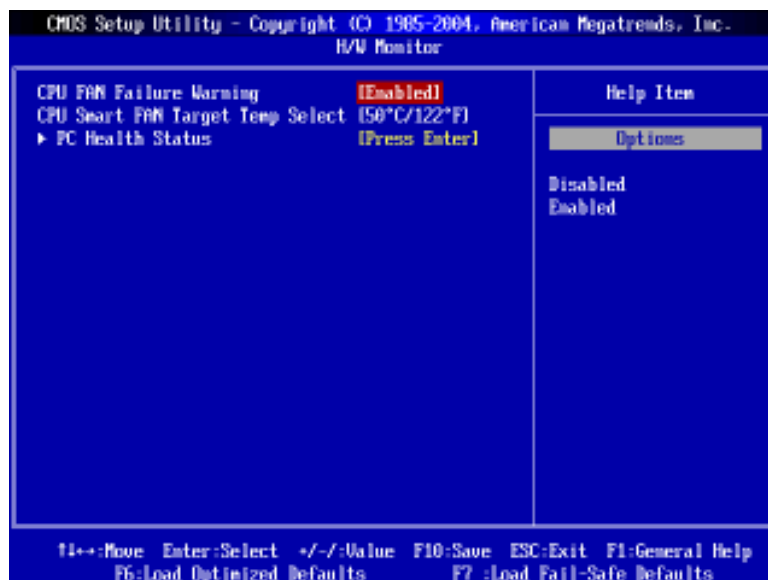 CMOS Setup Utility - Copyright (C) 1985-2004, American Megatrends, Inc.
H/W Monitor
CPU FAN Failure Warning [Enabled]
CPU Smart FAN Target Temp Select [50°C/122°F]
▶ PC Health Status [Press Enter]
Help Item
Options
Disabled
Enabled
↑↓←→:Move Enter:Select +/-/:Value F10:Save ESC:Exit F1:General Help
F6:Load Optimized Defaults F7 :Load Fail-Safe Defaults